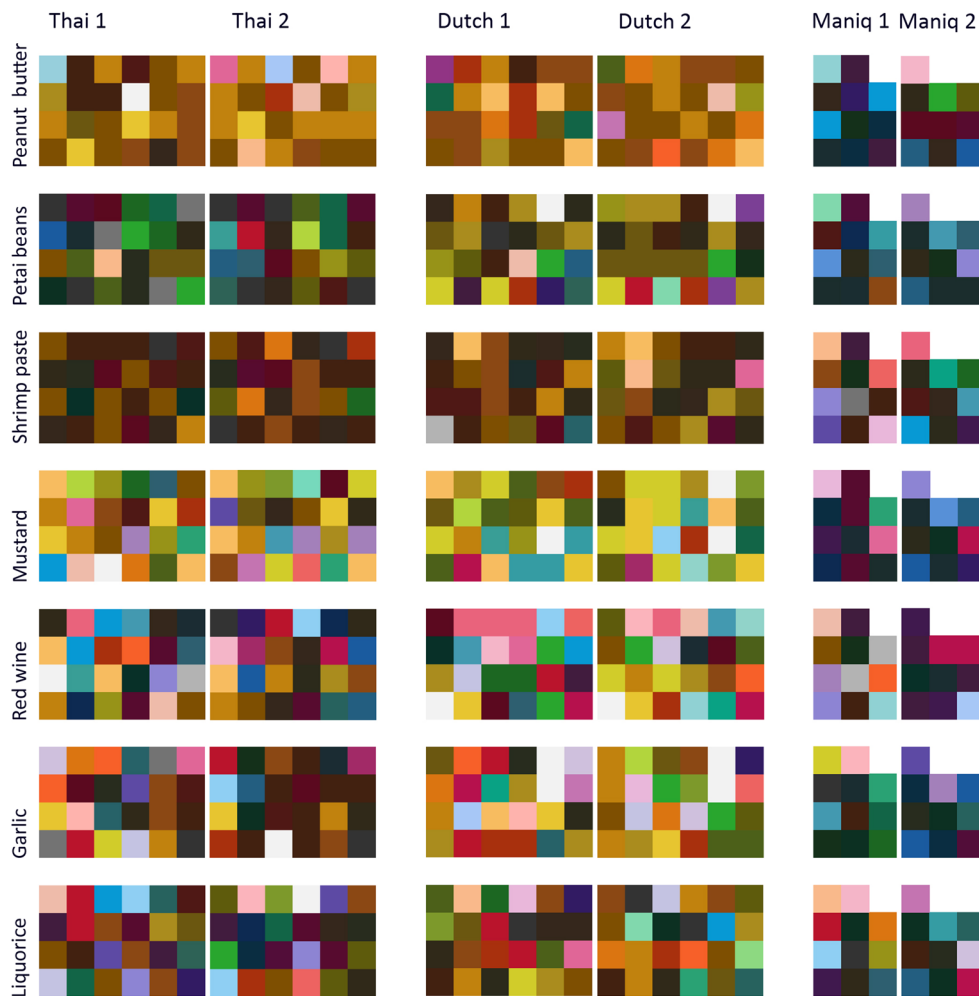 Thai 1 Thai 2 Dutch 1 Dutch 2 Maniq 1 Maniq 2
Peanut butter
Petai beans
Shrimp paste
Mustard
Red wine
Garlic
Liquorice